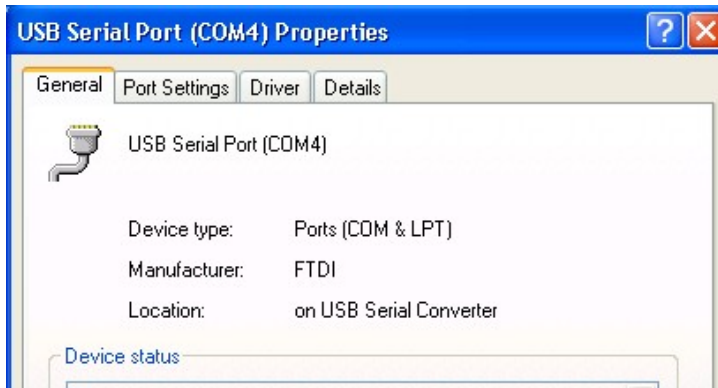 USB Serial Port (COM4) Properties
General Port Settings Driver Details
USB Serial Port (COM4)
Device type: Ports (COM & LPT)
Manufacturer: FTDI
Location: on USB Serial Converter
Device status